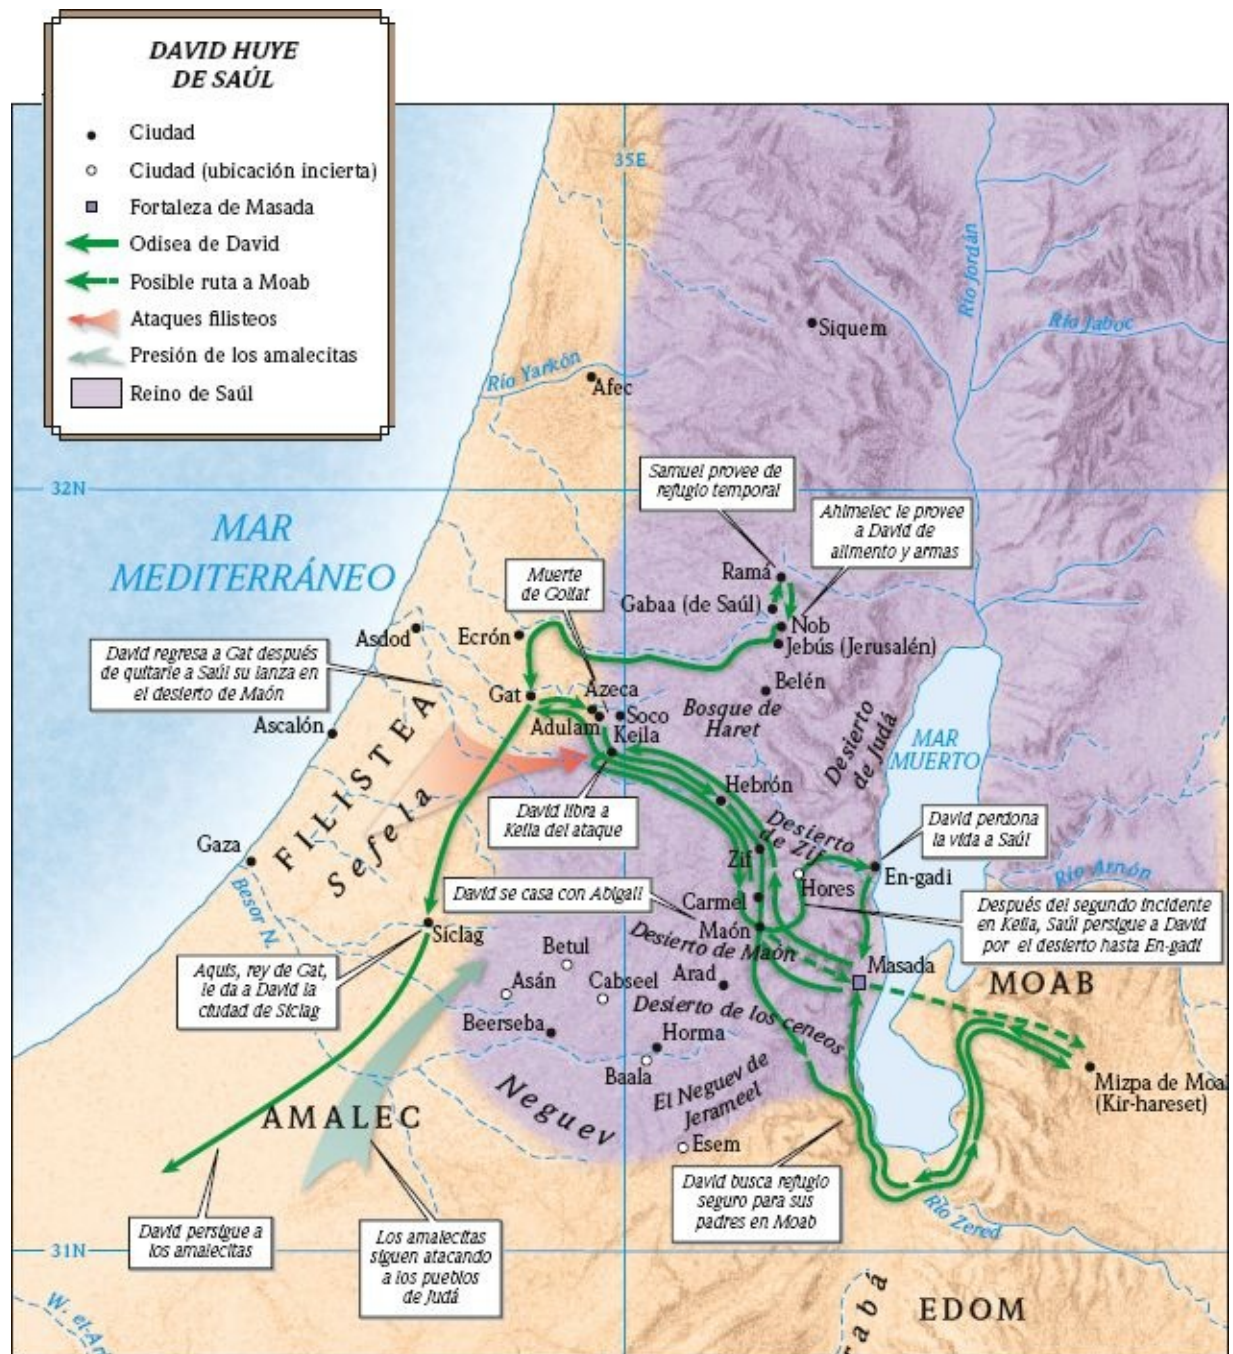 DAVID HUYE
DE SAÚL
Ciudad
Ciudad (ubicación incierta)
Fortaleza de Masada
Odisea de David
Posible ruta a Moab
Ataques filisteos
Presión de los amalecitas
Reino de Saúl
35E
Río Jordán
Río Jaboc
Siquem
Río Yarkón
Afec
32N
MAR
MEDITERRÁNEO
Samuel provee de
refugio temporal
Ahimelec le provee
a David de
alimento y armas
Muerte
de Goliat
Ramá
Gabaa (de Saúl)
Nob
Jebús (Jerusalén)
Asdod
Ecrón
David regresa a Gat después
de quitarle a Saúl su lanza en
el desierto de Maón
Belén
Gat
Azeca
Bosque de
Haret
Adulam
Soco
Keila
Ascalón
Desierto
de Judá
MAR
MUERTO
FILISTEA
Sefela
Hebrón
David libra a
Keila del ataque
Desierto
de Zif
David perdona
la vida a Saúl
Gaza
Zif
Hores
En-gadi
Río Arnón
Besor N.
David se casa con Abigail
Carmel
Maón
Después del segundo incidente
en Keila, Saúl persigue a David
por el desierto hasta En-gadi
Síclag
Desierto de Maón
Betul
Masada
Aquis, rey de Gat,
le da a David la
ciudad de Síclag
Asán
Cabseel
Arad
MOAB
Desierto de los ceneos
Beerseba
Horma
Baala
Mizpa de Moa
(Kir-hareset)
Neguev
El Neguev de
Jerameel
AMALEC
Esem
David busca refugio
seguro para sus
padres en Moab
Río Zered
David persigue a
los amalecitas
Los amalecitas
siguen atacando
a los pueblos
de Judá
31N
W. el-Ar
EDOM
rabá